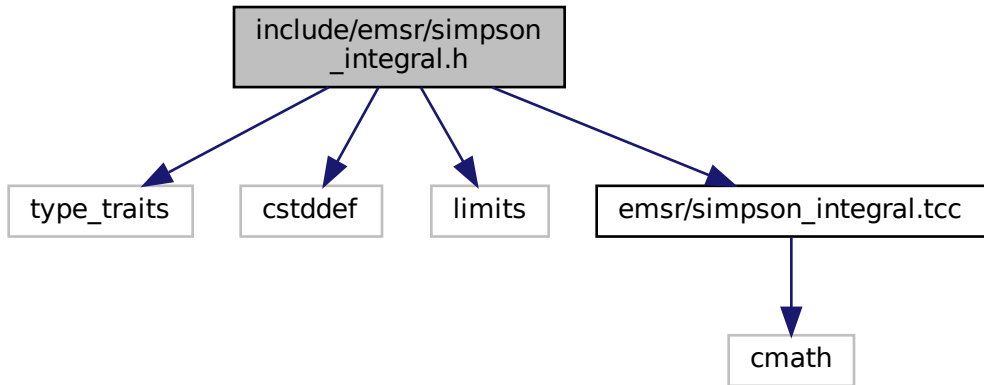 include/emsr/simpson
_integral.h
type_traits
cstddef
limits
emsr/simpson_integral.tcc
cmath